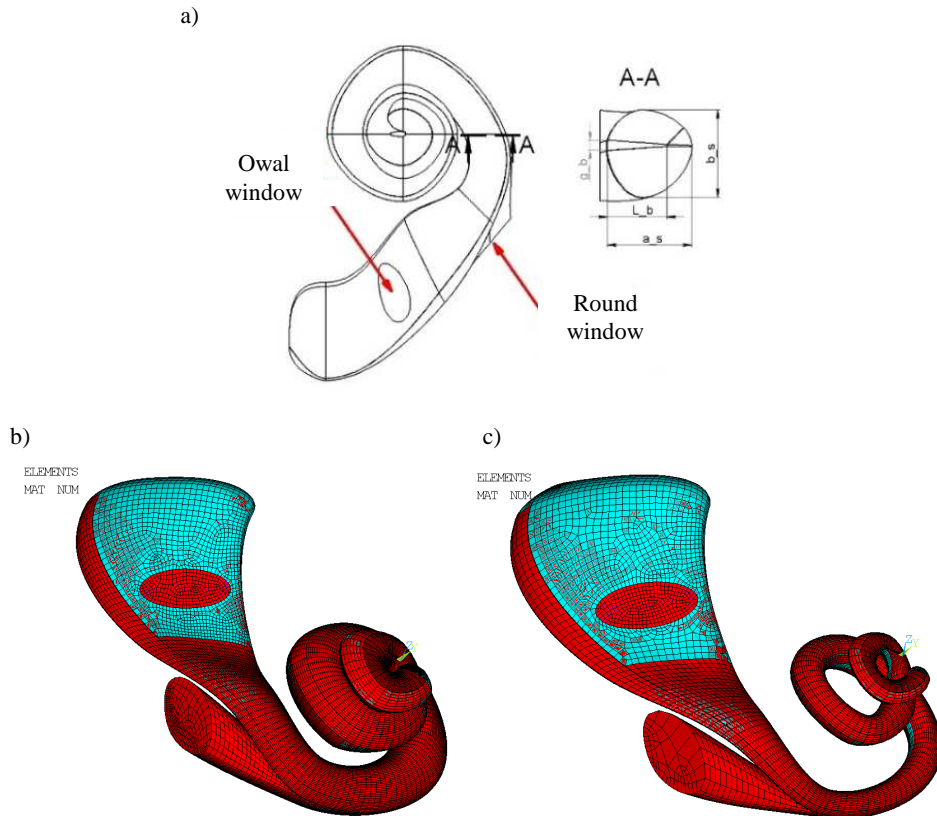 a)
A-A
Owal
window
A
A
g_b
b_s
L_b
a_s
Round
window
b)
c)
ELEMENTS
MAT NUM
ELEMENTS
MAT NUM
Z
Y
Z
Y